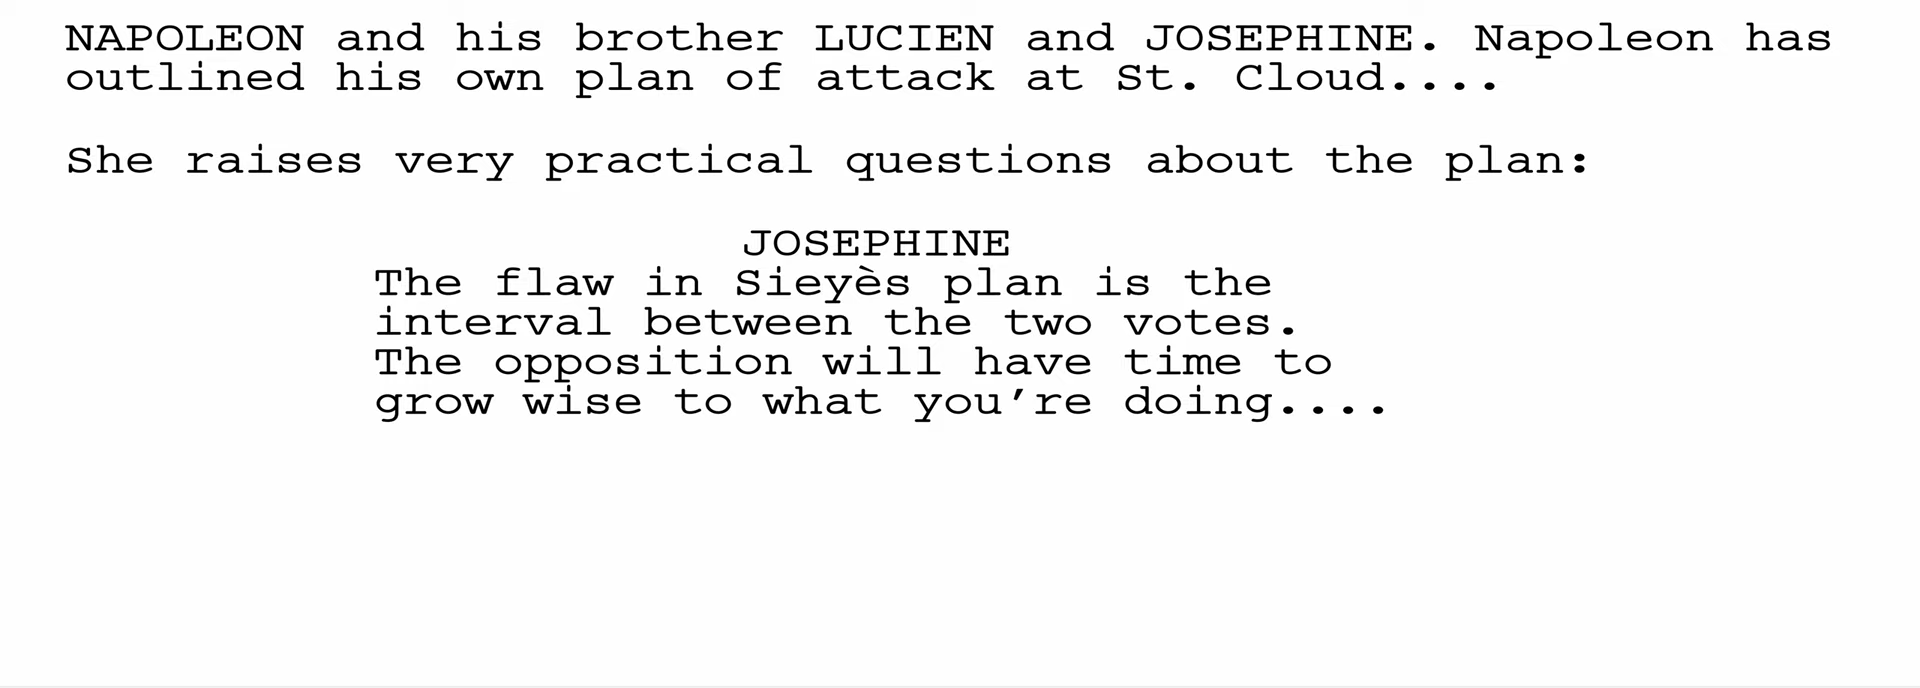 NAPOLEON and his brother LUCIEN and JOSEPHINE. Napoleon has
outlined his own plan of attack at St. Cloud....
She raises very practical questions about the plan:
JOSEPHINE
The flaw in Sieyès plan is the
interval between the two votes.
The opposition will have time to
grow wise to what you’re doing....